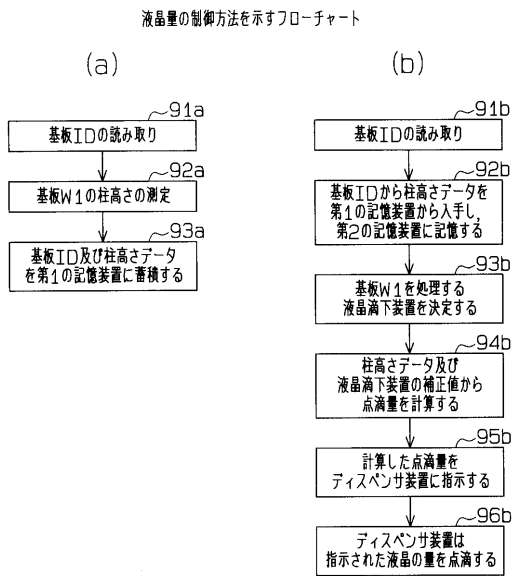 液晶量の制御方法を示すフローチャート
(a)
91a
基板IDの読み取り
92a
基板W1の柱高さの測定
93a
基板ID及び柱高さデータ
を第1の記憶装置に蓄積する
(b)
91b
基板IDの読み取り
92b
基板IDから柱高さデータを
第1の記憶装置から入手し,
第2の記憶装置に記憶する
93b
基板W1を処理する
液晶滴下装置を決定する
94b
柱高さデータ及び
液晶滴下装置の補正値から
点滴量を計算する
95b
計算した点滴量を
ディスペンサ装置に指示する
96b
ディスペンサ装置は
指示された液晶の量を点滴する